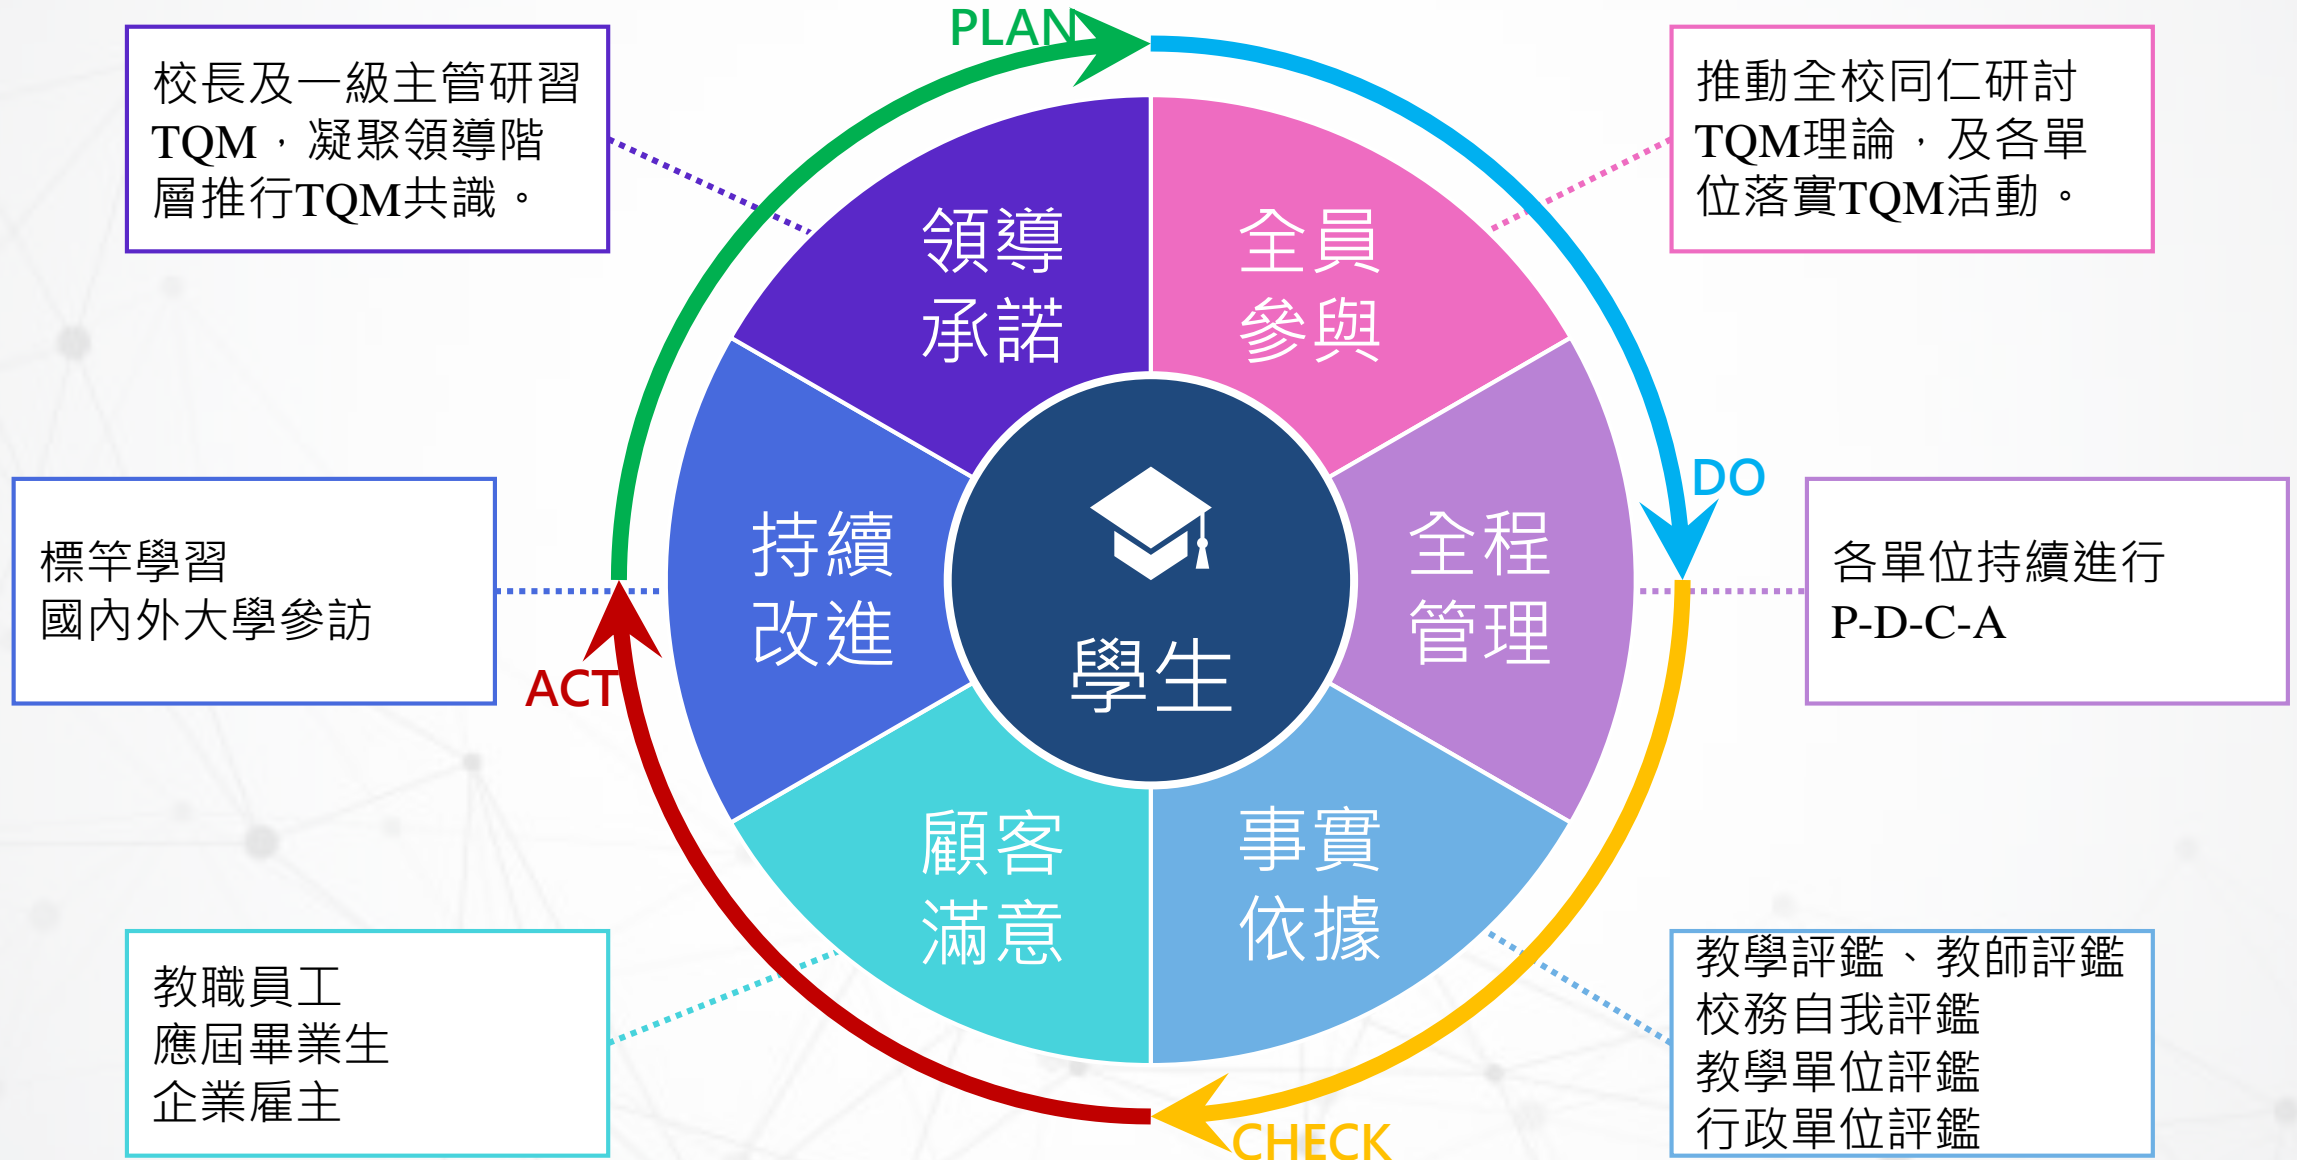 PLAN
校長及一級主管研習
TQM，凝聚領導階
層推行TQM共識。
推動全校同仁研討
TQM理論，及各單
位落實TQM活動。
領導
承諾
全員
參與
DO
標竿學習
國內外大學參訪
持續
改進
學生
全程
管理
各單位持續進行
P-D-C-A
ACT
顧客
滿意
事實
依據
教職員工
應屆畢業生
企業雇主
教學評鑑、教師評鑑
校務自我評鑑
教學單位評鑑
行政單位評鑑
CHECK